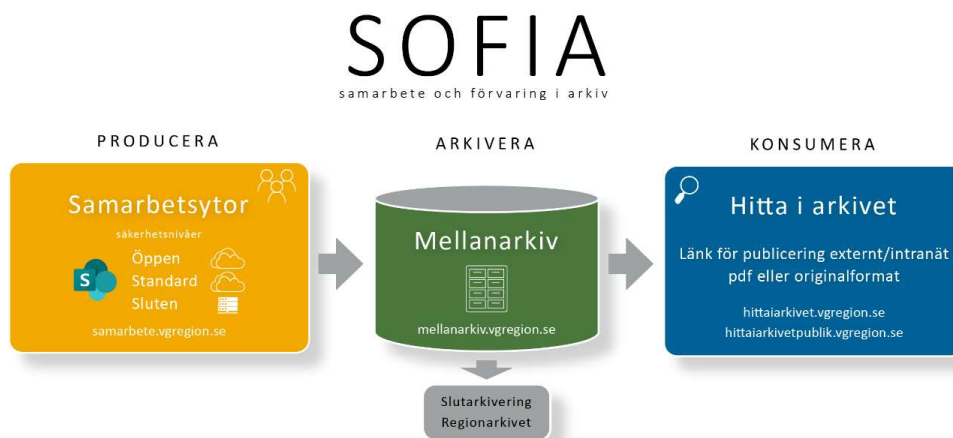 SOFIA
samarbete och förvaring i arkiv
PRODUCERA
Samarbetsytor
säkerhetsnivåer
Öppen
Standard
Sluten
S
samarbete.vgregion.se
ARKIVERA
Mellanarkiv
mellanarkiv.vgregion.se
Slutarkivering
Regionarkivet
KONSUMERA
Hitta i arkivet
Länk för publicering externt/intranät
pdf eller originalformat
hittaiarkivet.vgregion.se
hittaiarkivetpublik.vgregion.se